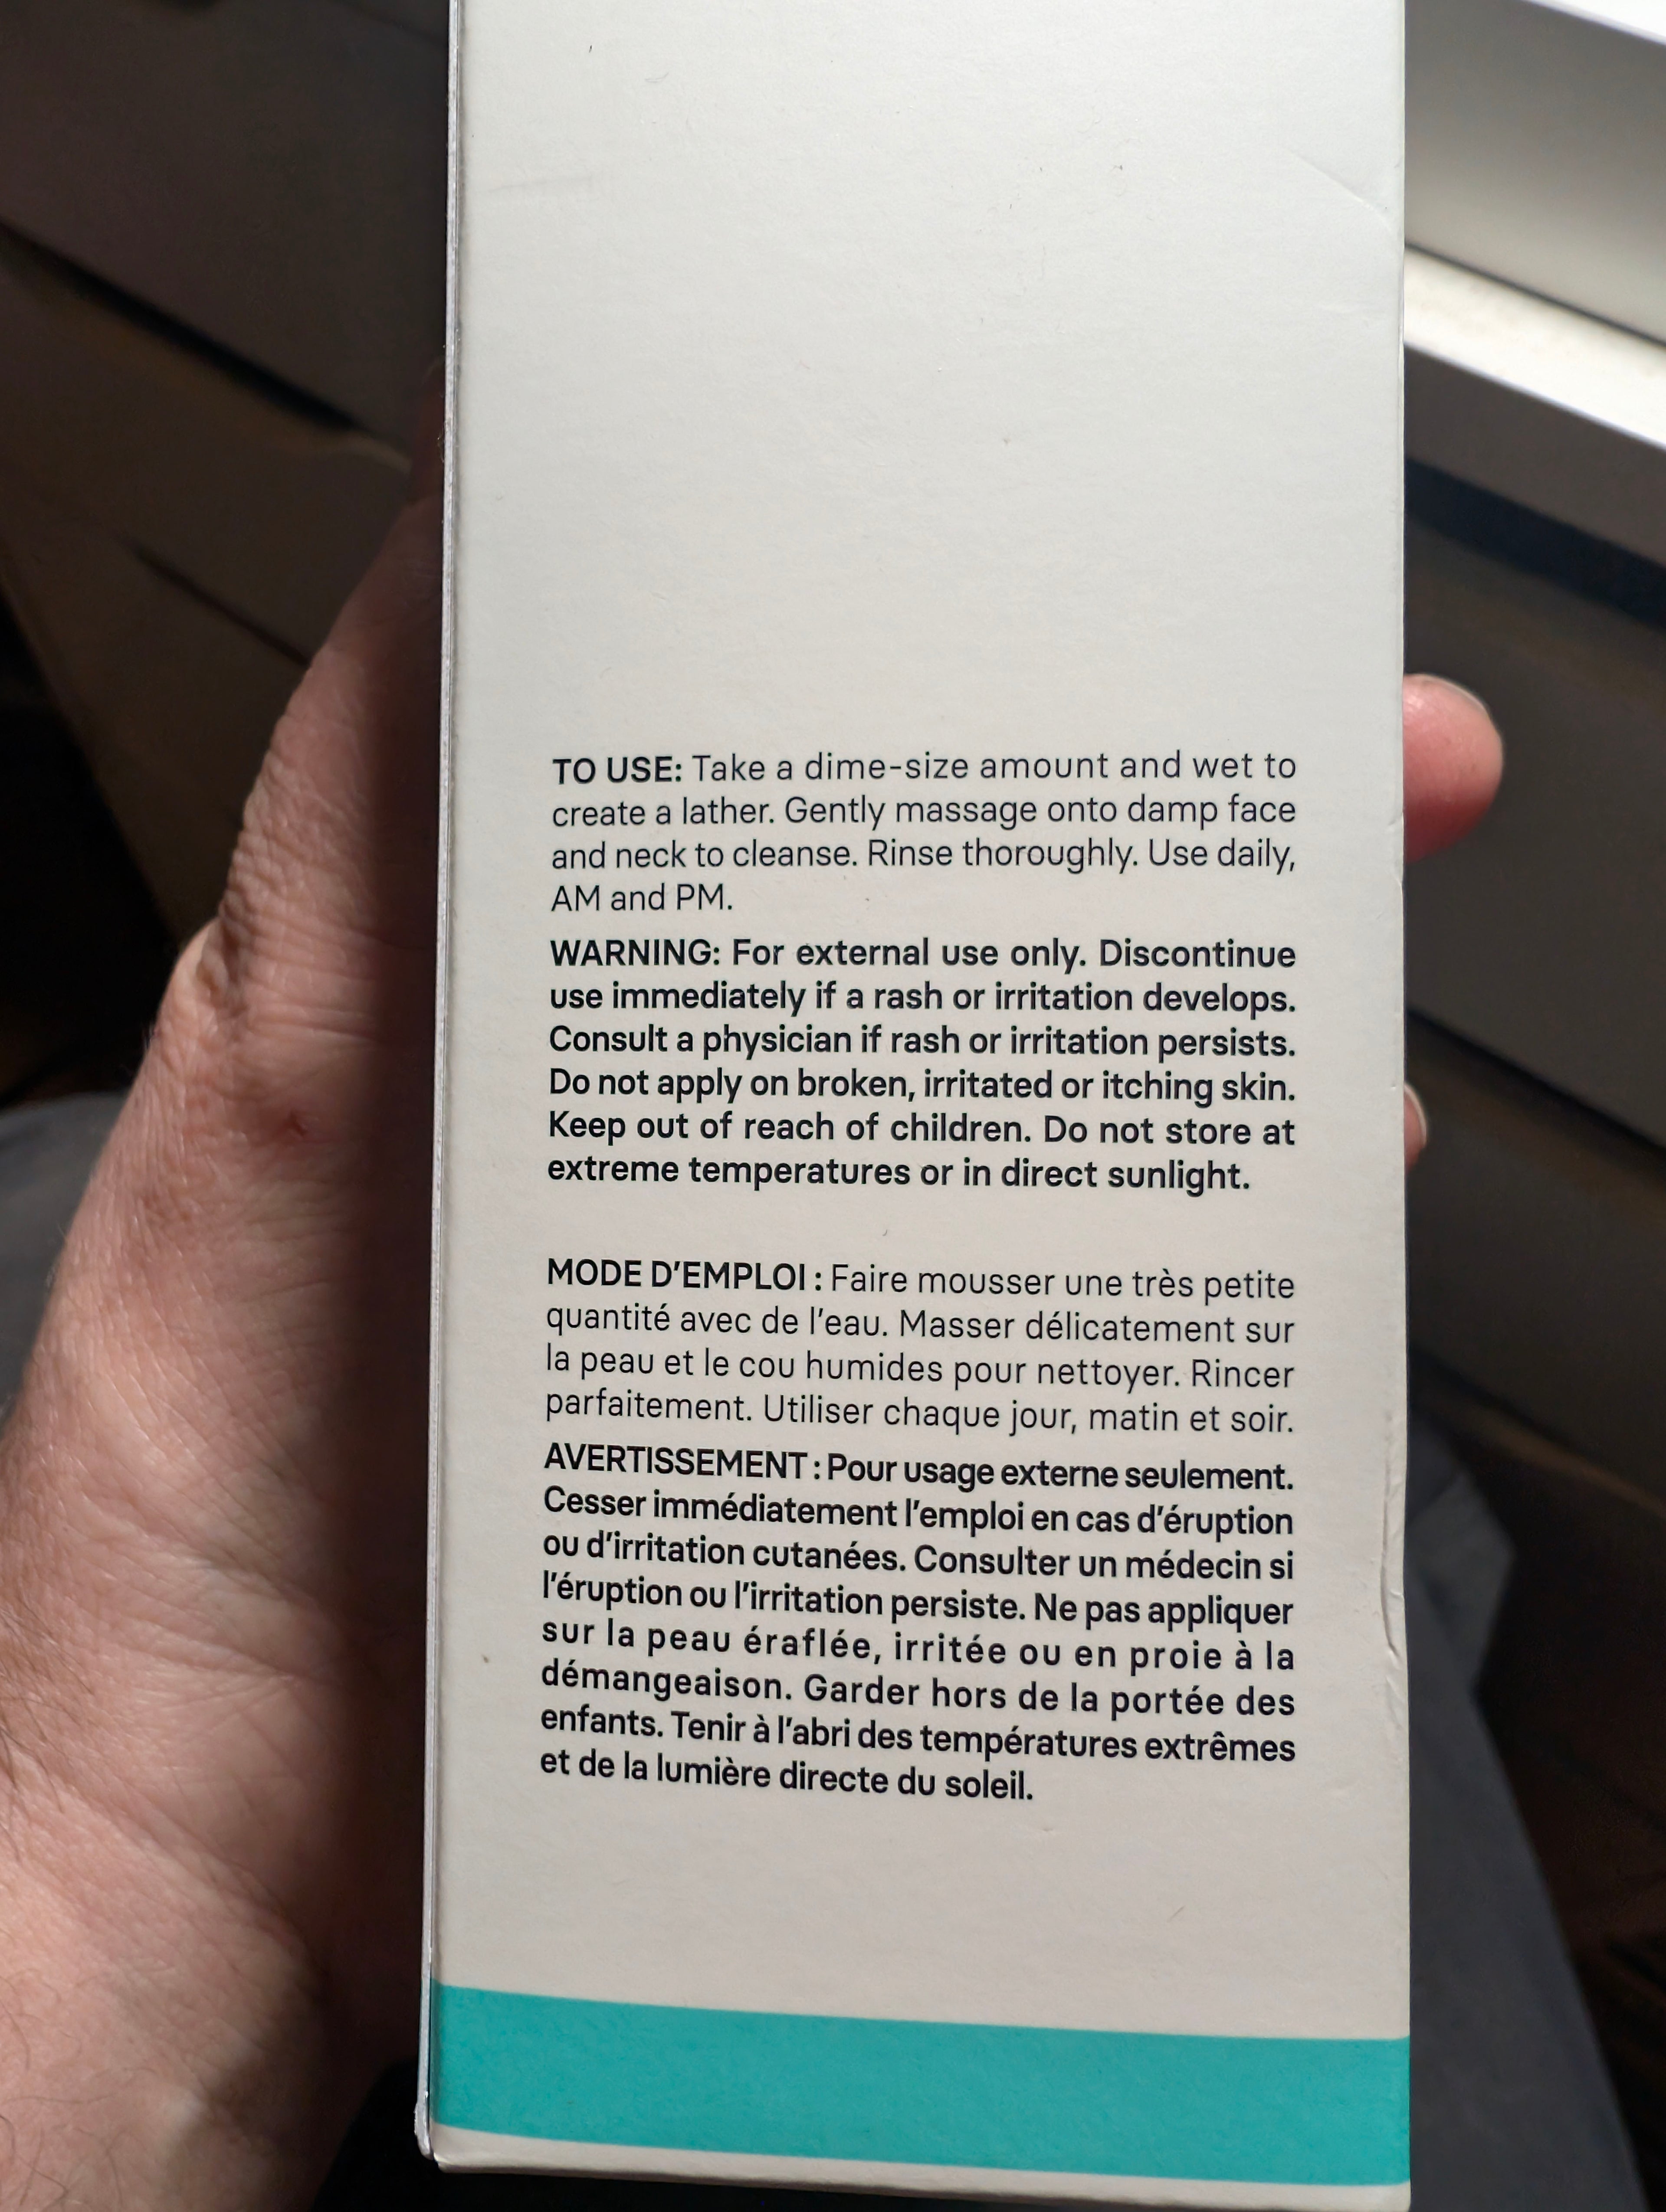 TO USE: Take a dime-size amount and wet to
create a lather. Gently massage onto damp face
and neck to cleanse. Rinse thoroughly. Use daily,
AM and PM.
WARNING: For external use only. Discontinue
use immediately if a rash or irritation develops.
Consult a physician if rash or irritation persists.
Do not apply on broken, irritated or itching skin.
Keep out of reach of children. Do not store at
extreme temperatures or in direct sunlight.
MODE D'EMPLOI : Faire mousser une très petite
quantité avec de l'eau. Masser délicatement sur
la peau et le cou humides pour nettoyer. Rincer
parfaitement. Utiliser chaque jour, matin et soir.
AVERTISSEMENT : Pour usage externe seulement.
Cesser immédiatement l'emploi en cas d'éruption
ou d'irritation cutanées. Consulter un médecin si
l'éruption ou l'irritation persiste. Ne pas appliquer
sur la peau éraflée, irritée ou en proie à la
démangeaison. Garder hors de la portée des
enfants. Tenir à l'abri des températures extrêmes
et de la lumière directe du soleil.